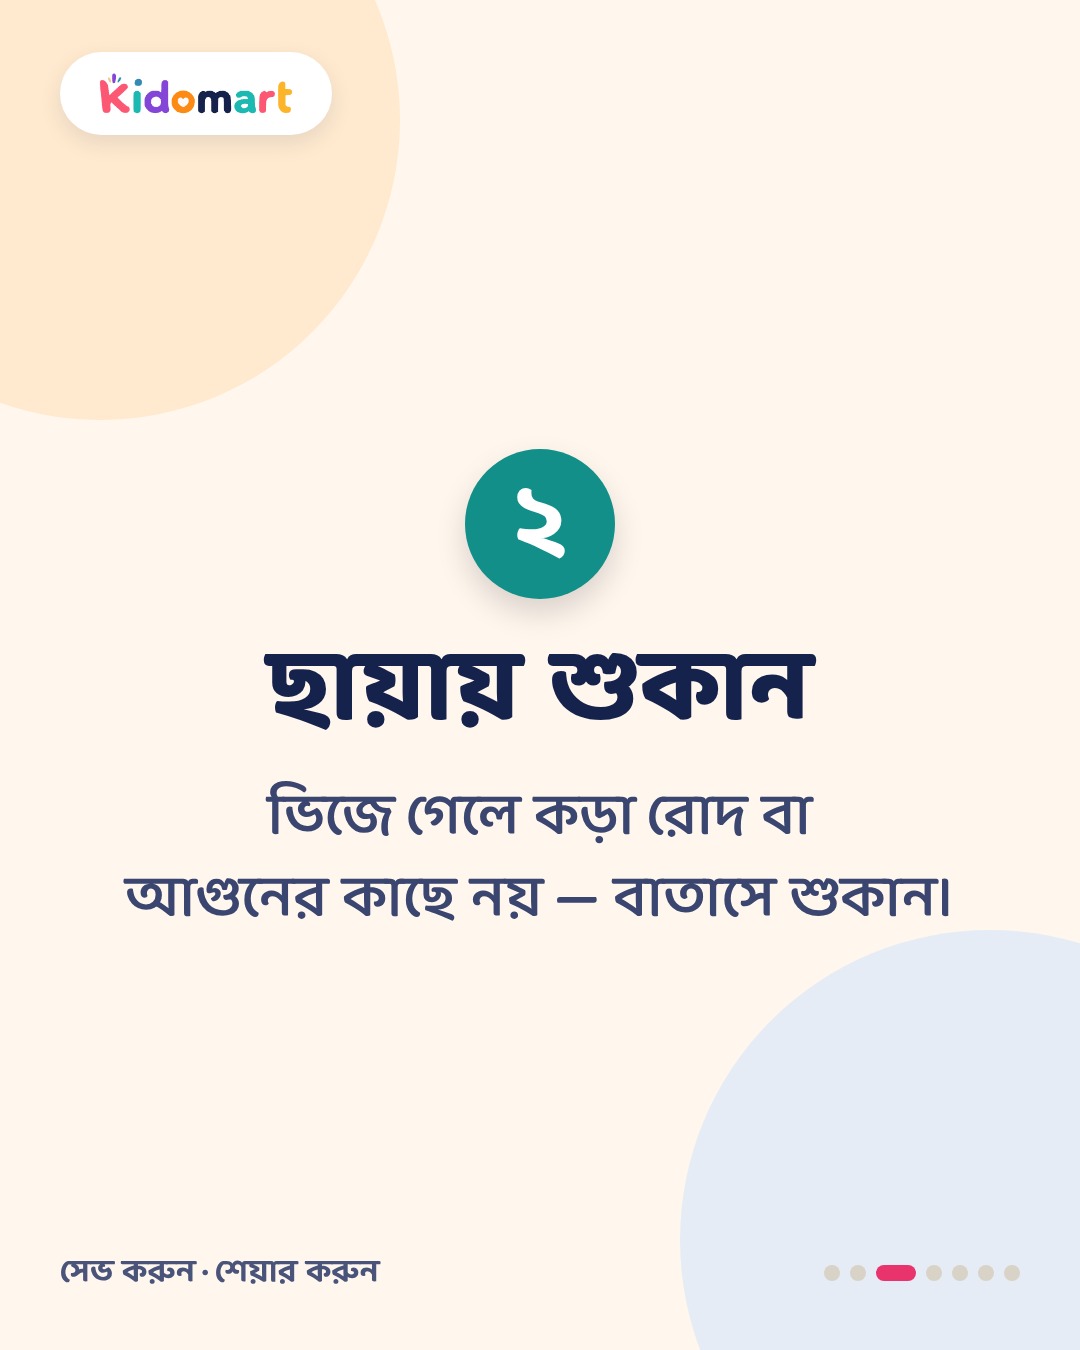 Kidomart
২
ছায়ায় শুকান
ভিজে গেলে কড়া রোদ বা
আগুনের কাছে নয় – বাতাসে শুকান।
সেভ করুন · শেয়ার করুন